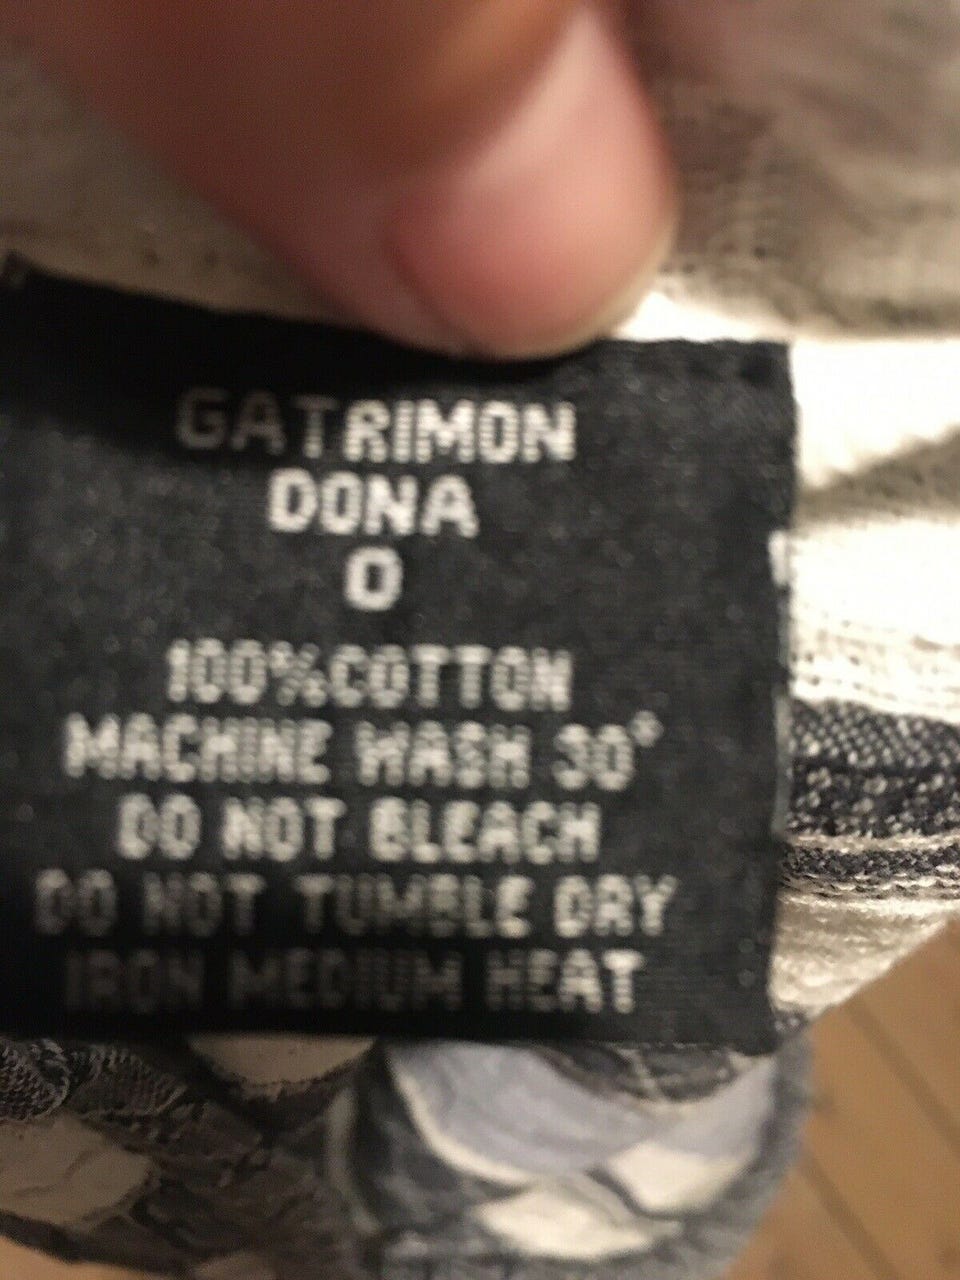 GATRIMON
DONA
0
100%COTTON
MACHINE WASH 30°
DO NOT BLEACH
DO NOT TUMBLE DRY
IRON MEDIUM HEAT